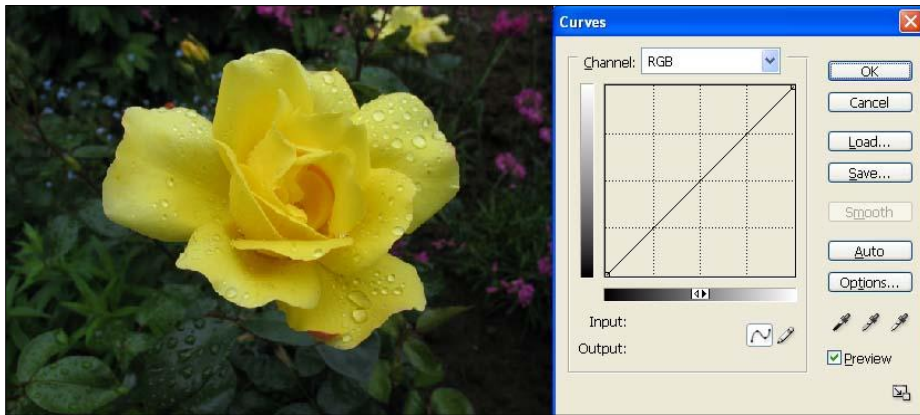 Curves
Channel: RGB
OK
Cancel
Load...
Save...
Smooth
Auto
Options...
Input:
Output:
Preview